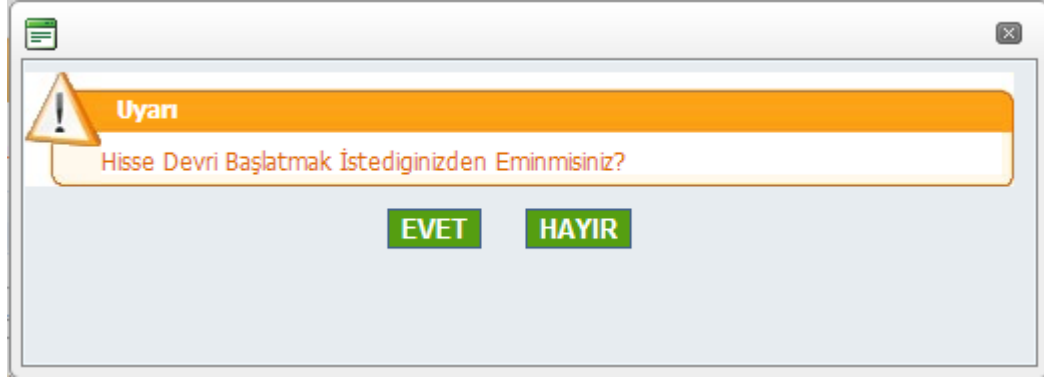 Uyarı
Hisse Devri Başlatmak İstediginizden Eminmisiniz?
EVET HAYIR